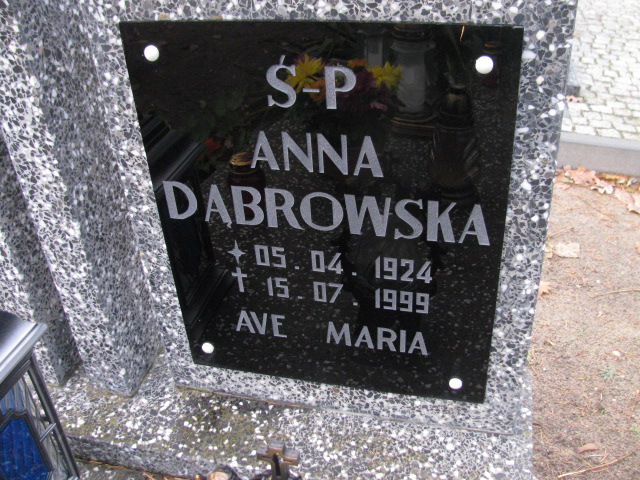 Ś-P
ANNA
DĄBROWSKA
05.04.1924
† 15.07.1999
AVE MARIA